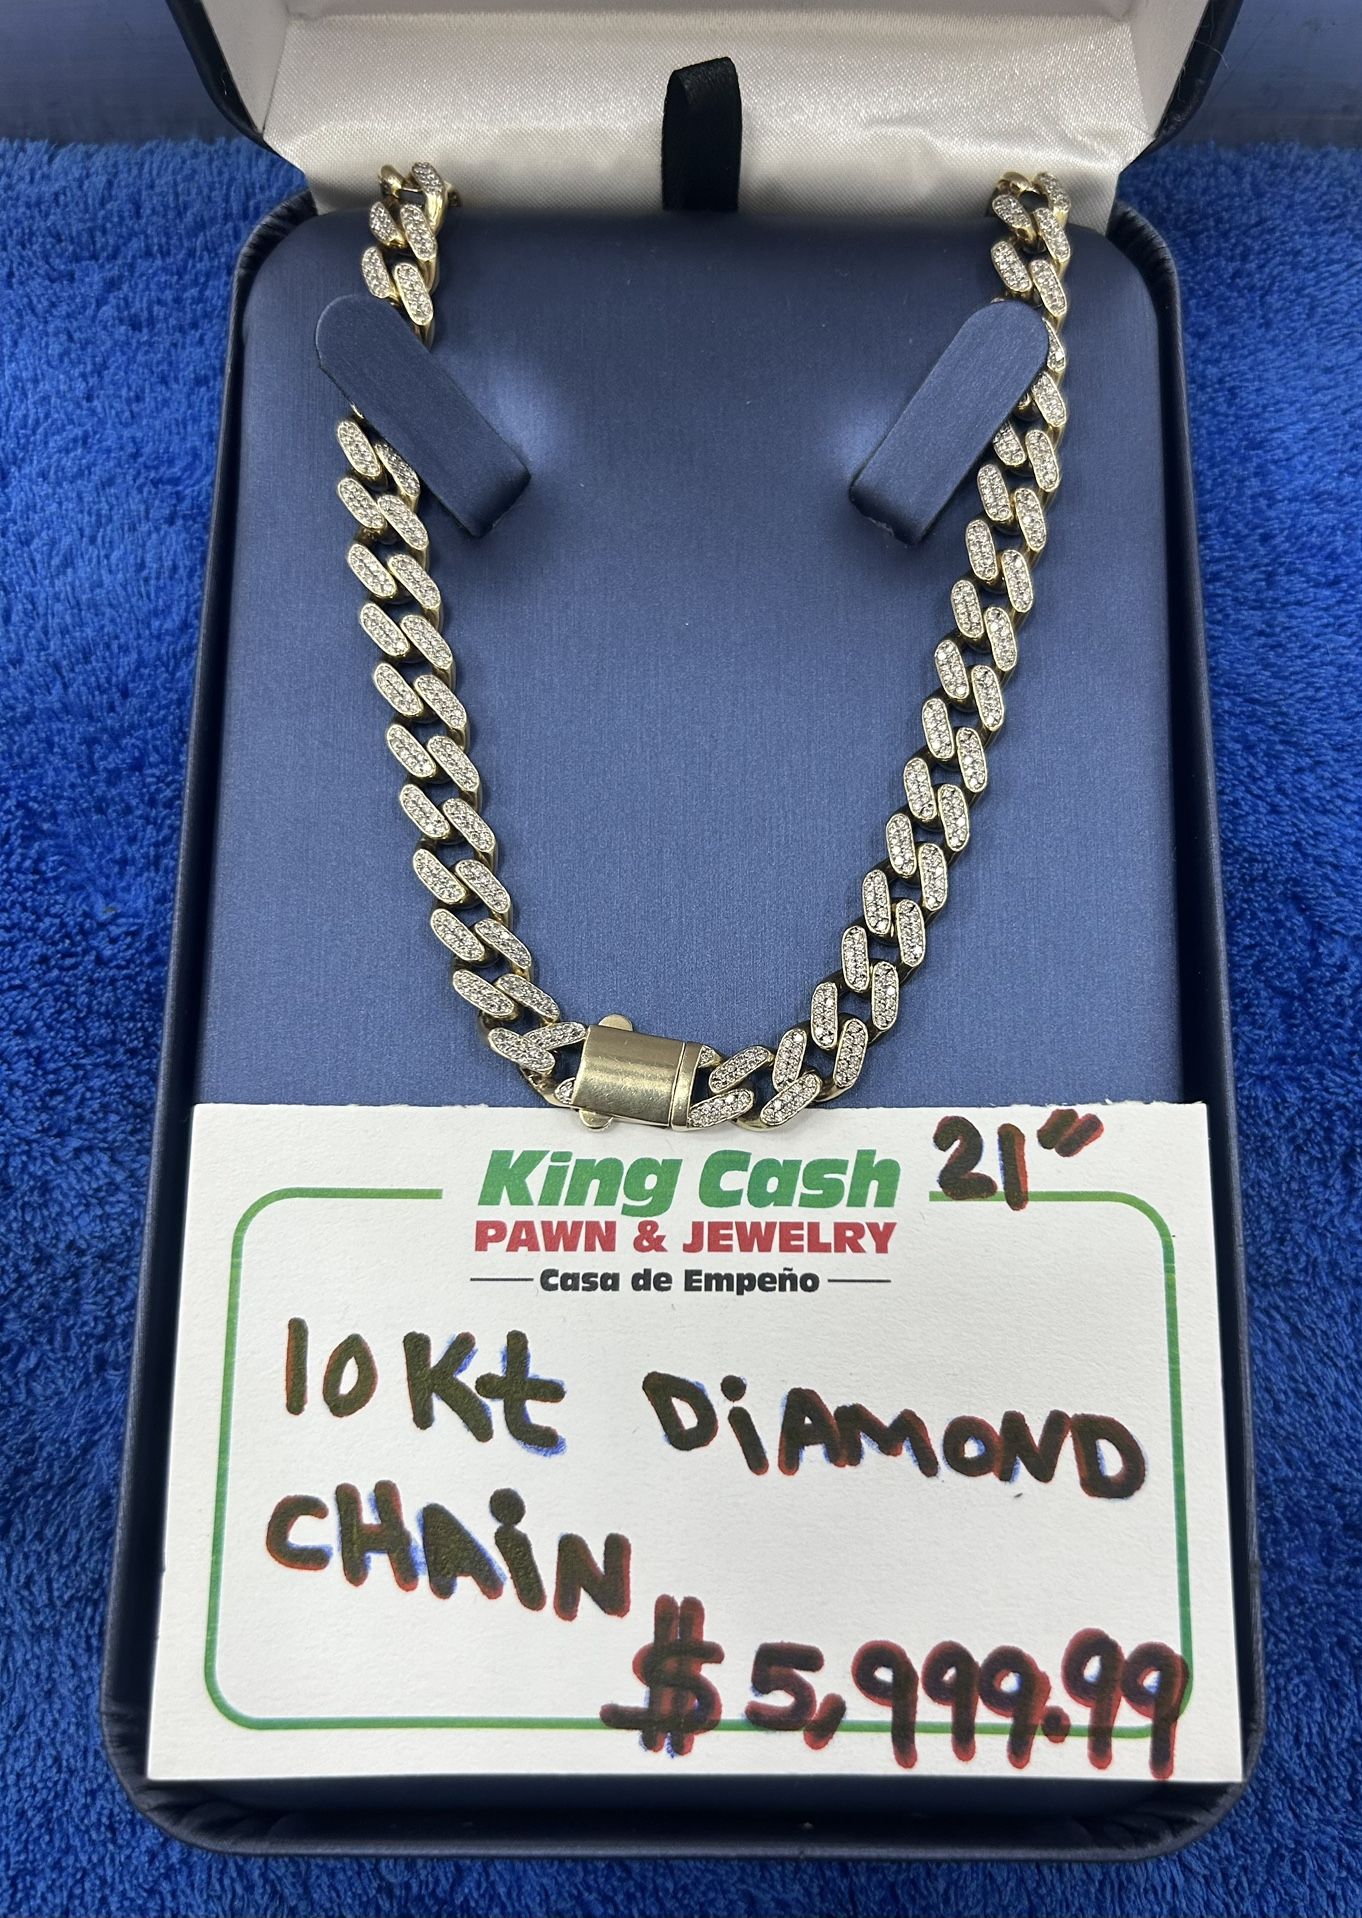 King Cash 21"
PAWN & JEWELRY
Casa de Empeño
10Kt DiAMOND
CHAiN
$5,999.99